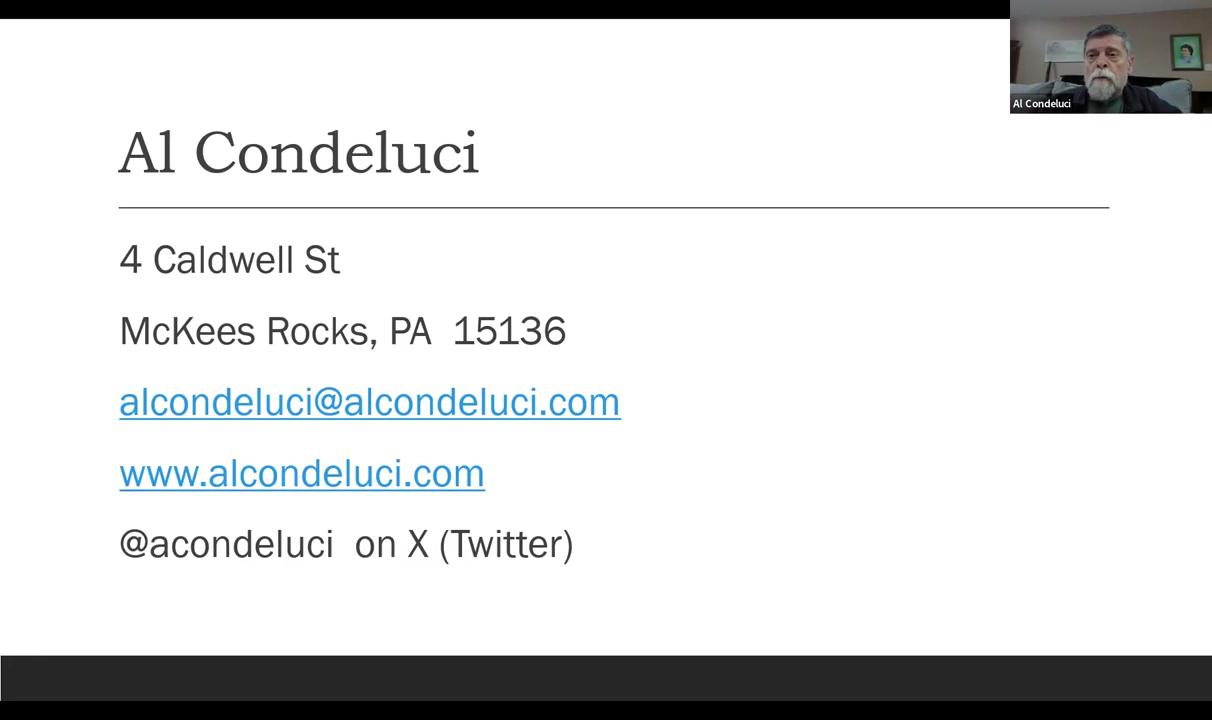 Al Condeluci
Al Condeluci
4 Caldwell St
McKees Rocks, PA  15136
alcondeluci@alcondeluci.com
www.alcondeluci.com
@acondeluci  on X (Twitter)